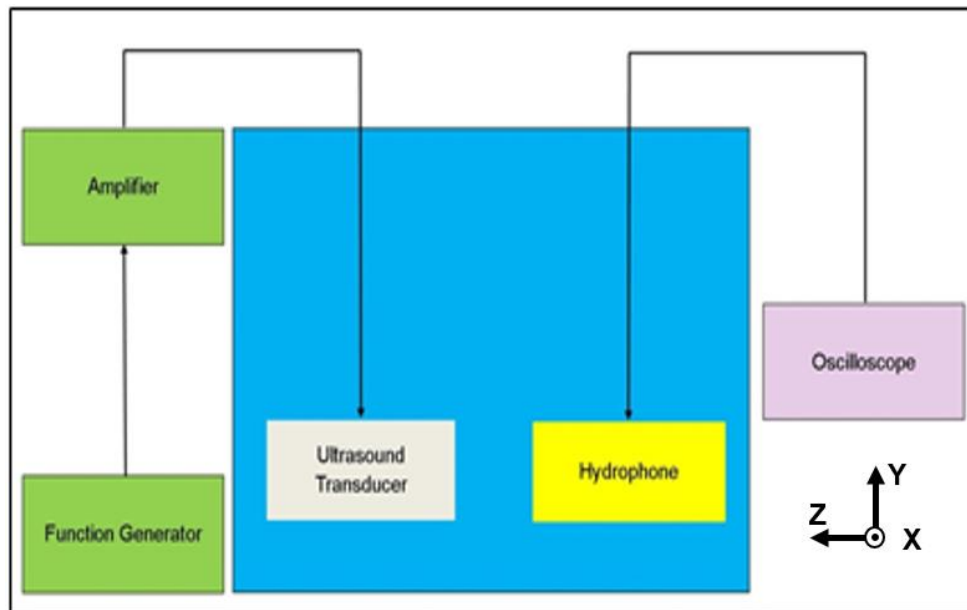 Amplifier
Function Generator
Ultrasound
Transducer
Hydrophone
Oscilloscope
Y
Z
X